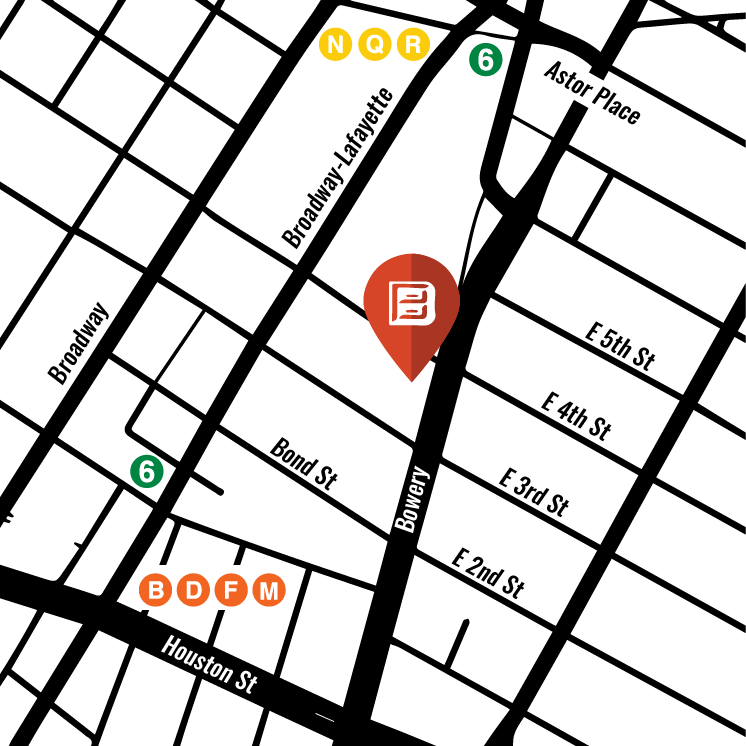 N Q R
6
Astor Place
Broadway-Lafayette
B
Broadway
E 5th St
E 4th St
Bond St
6
E 3rd St
Bowery
E 2nd St
B D F M
Houston St